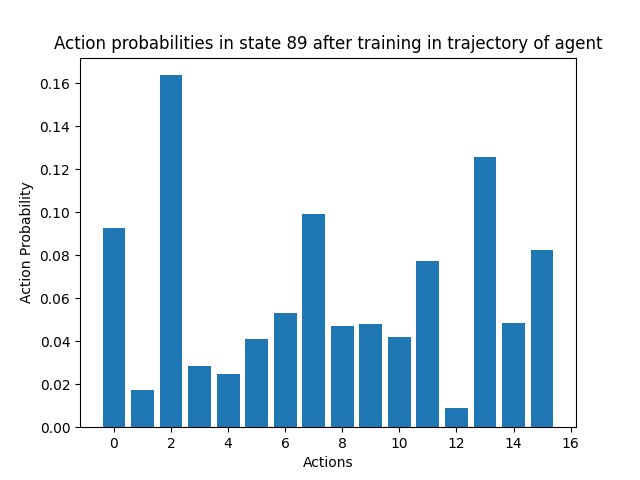 Action probabilities in state 89 after training in trajectory of agent
0.16
0.14
0.12
0.10
0.08
0.06
0.04
0.02
0.00
Action Probability
0 2 4 6 8 10 12 14 16
Actions